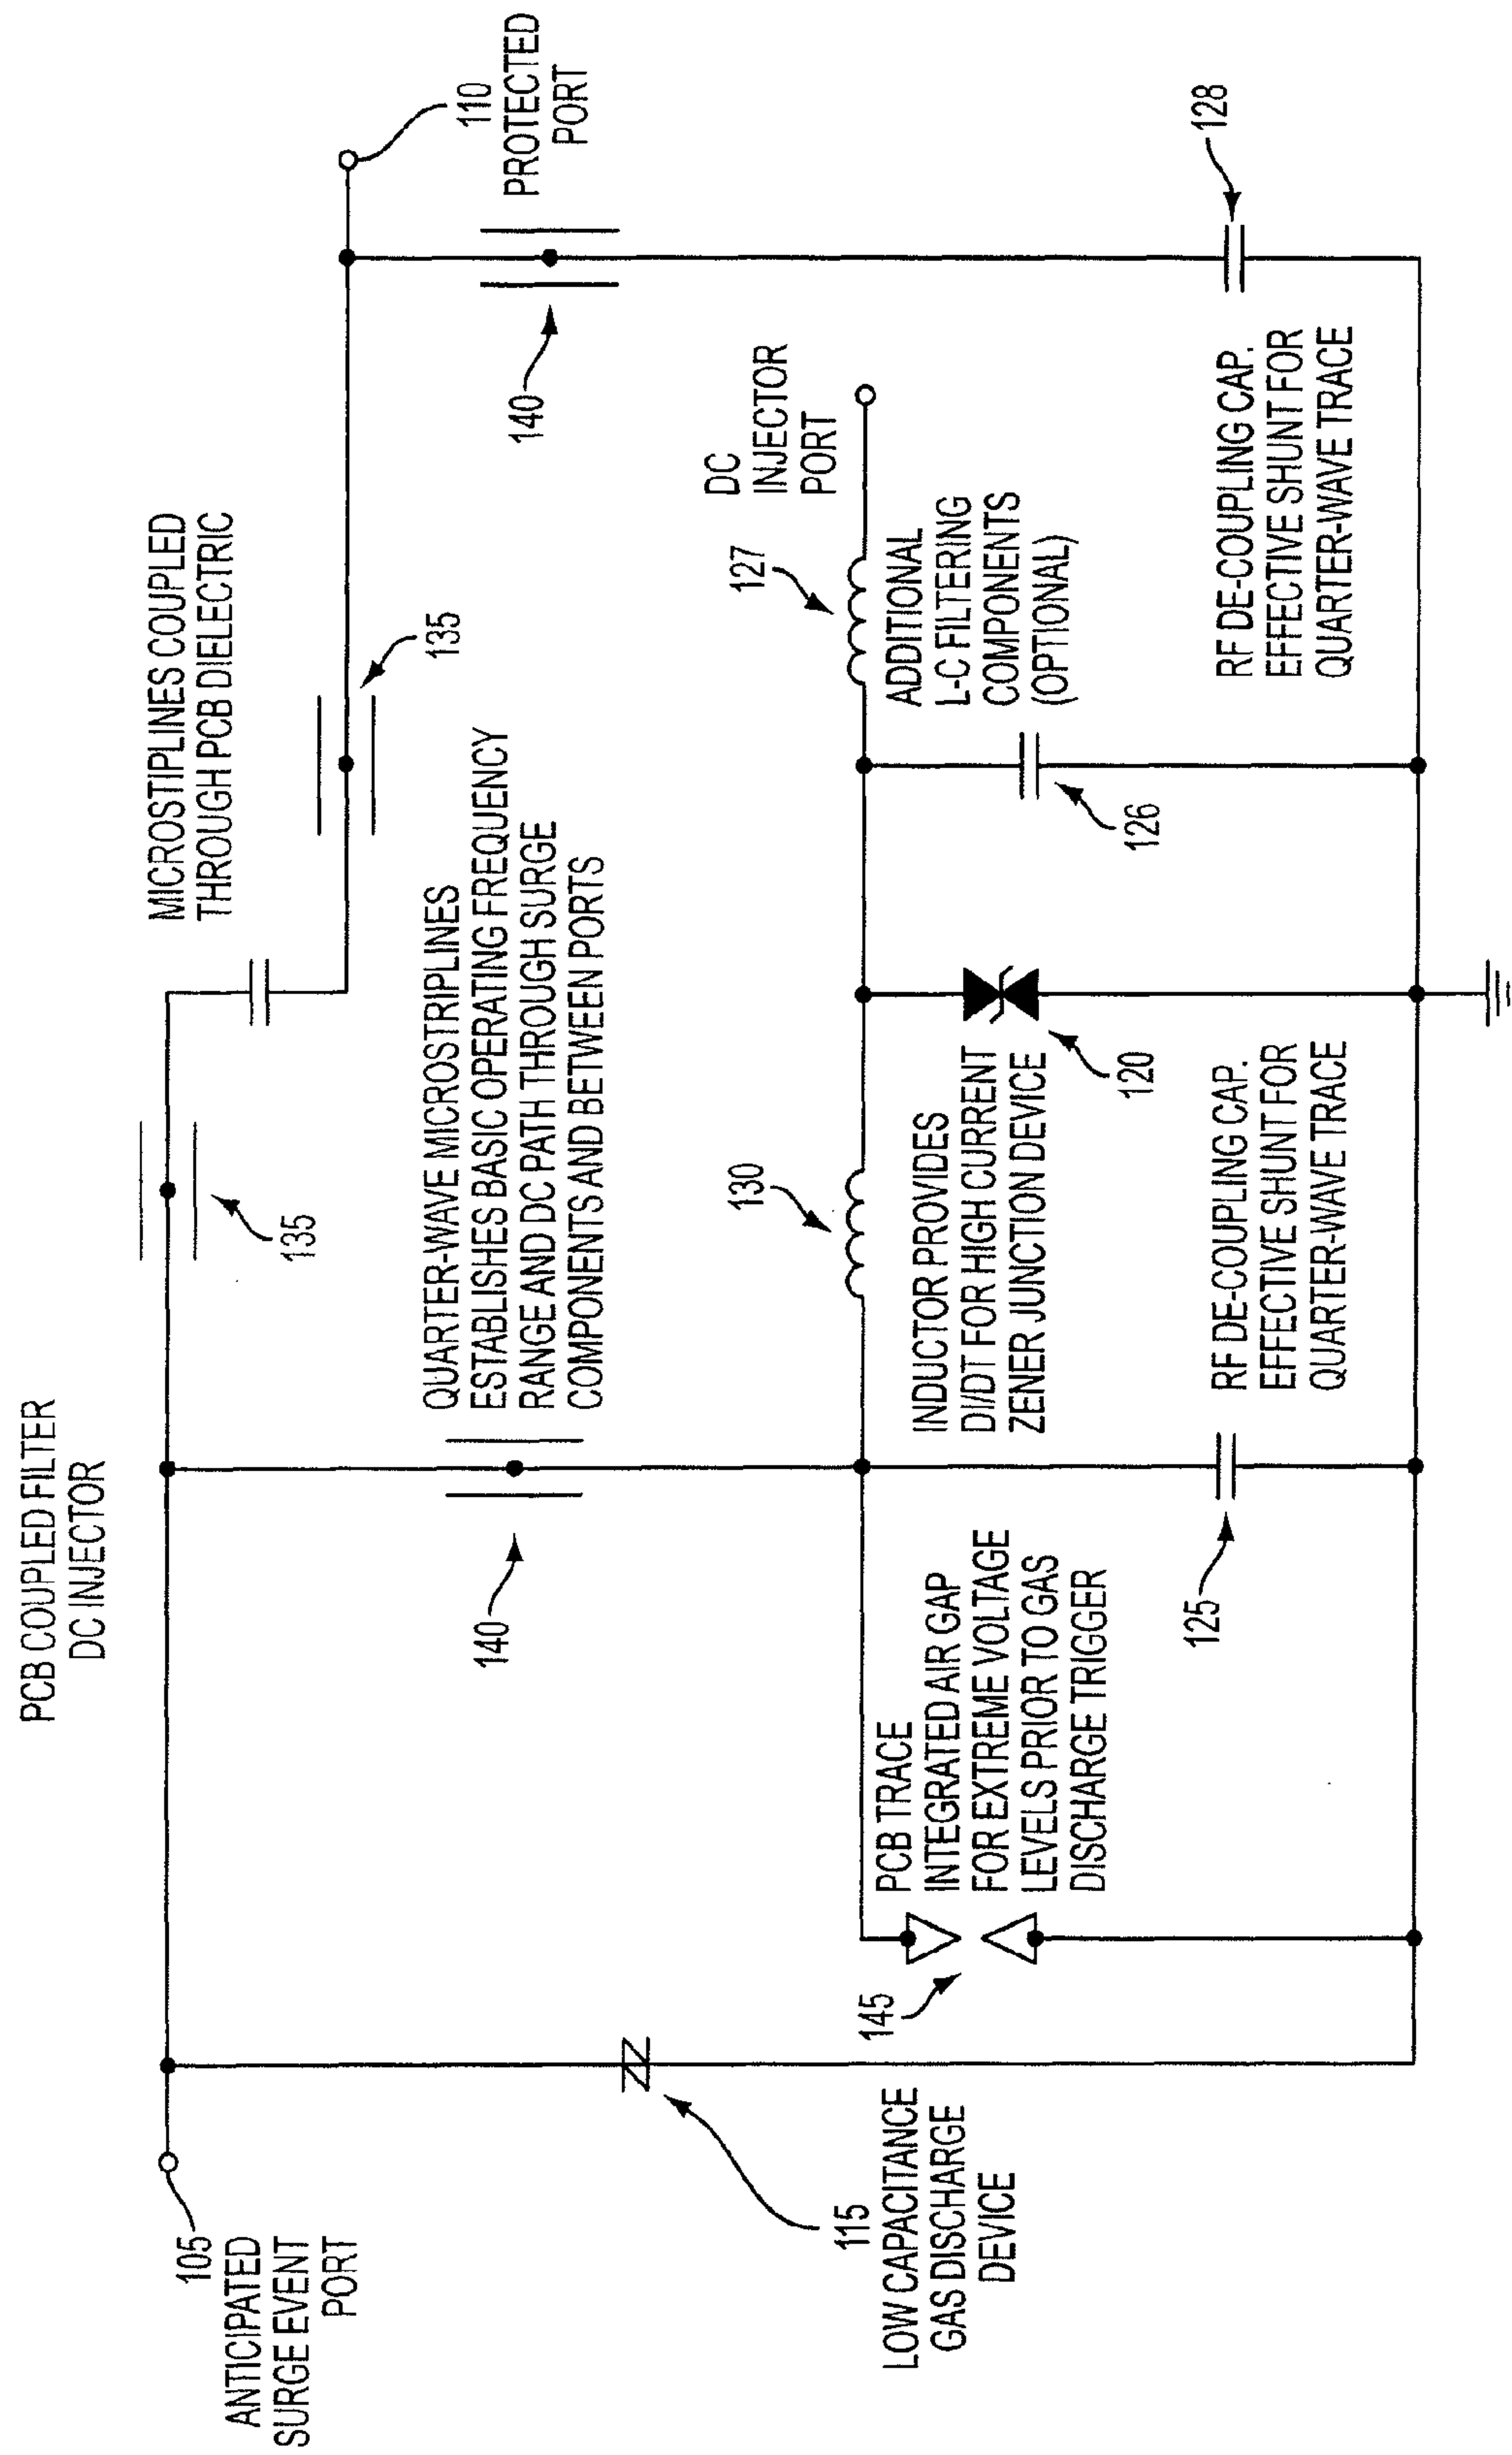 PCB COUPLED FILTER
DC INJECTOR
MICROSTIPLINES COUPLED
THROUGH PCB DIELECTRIC
135
135
110
PROTECTED
PORT
105
ANTICIPATED
SURGE EVENT
PORT
140
QUARTER-WAVE MICROSTRIPLINES
ESTABLISHES BASIC OPERATING FREQUENCY
RANGE AND DC PATH THROUGH SURGE
COMPONENTS AND BETWEEN PORTS
140
DC
INJECTOR
PORT
115
LOW CAPACITANCE
GAS DISCHARGE
DEVICE
145
PCB TRACE
INTEGRATED AIR GAP
FOR EXTREME VOLTAGE
LEVELS PRIOR TO GAS
DISCHARGE TRIGGER
130
INDUCTOR PROVIDES
DI/DT FOR HIGH CURRENT
ZENER JUNCTION DEVICE
120
127
ADDITIONAL
L-C FILTERING
COMPONENTS
(OPTIONAL)
126
125
RF DE-COUPLING CAP.
EFFECTIVE SHUNT FOR
QUARTER-WAVE TRACE
128
RF DE-COUPLING CAP.
EFFECTIVE SHUNT FOR
QUARTER-WAVE TRACE